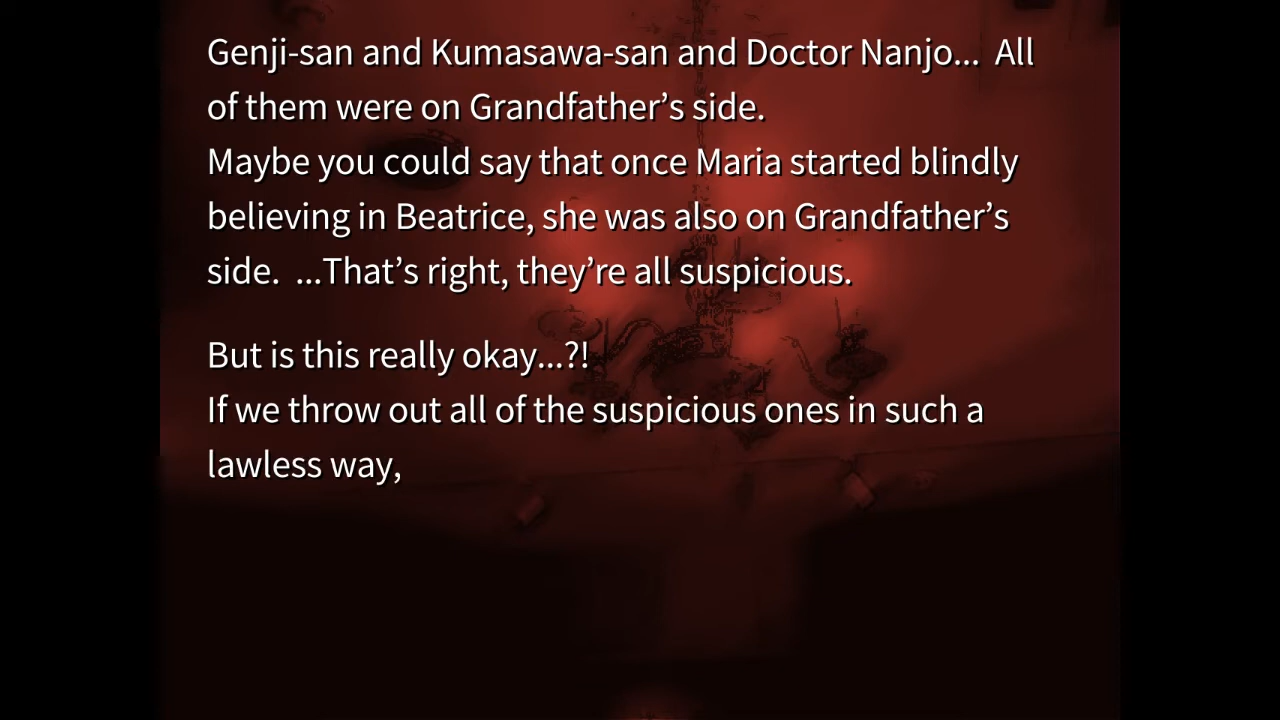 Genji-san and Kumasawa-san and Doctor Nanjo...  All
of them were on Grandfather’s side.
Maybe you could say that once Maria started blindly
believing in Beatrice, she was also on Grandfather’s
side.  ...That’s right, they’re all suspicious.
But is this really okay...?!
If we throw out all of the suspicious ones in such a
lawless way,